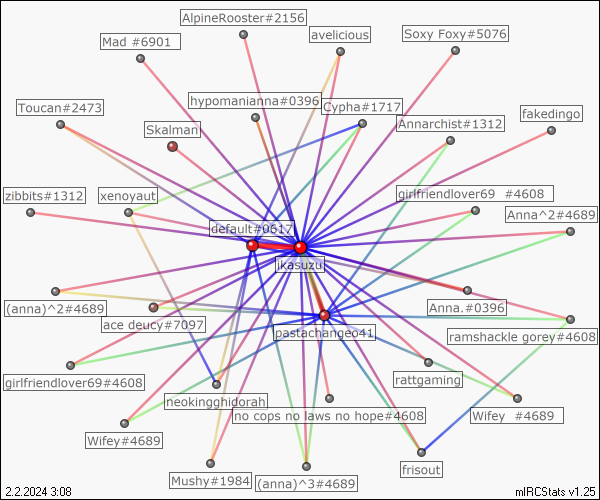 AlpineRooster#2156
Mad #6901
avelicious
Soxy Foxy#5076
hypomanianna#0396
Toucan#2473
Cypha#1717
fakedingo
Skalman
Annarchist#1312
zibbits#1312
xenoyaut
girlfriendlover69 #4608
Anna^2#4689
default#0617
jkasuzu
(anna)^2#4689
Anna.#0396
ace deucy#7097
pastachangeo41
ramshackle gorey#4608
girlfriendlover69#4608
rattgaming
neokingghidorah
no cops no laws no hope#4608
Wifey #4689
Wifey#4689
Mushy#1984
(anna)^3#4689
frisout
2.2.2024 3:08
mIRCStats v1.25